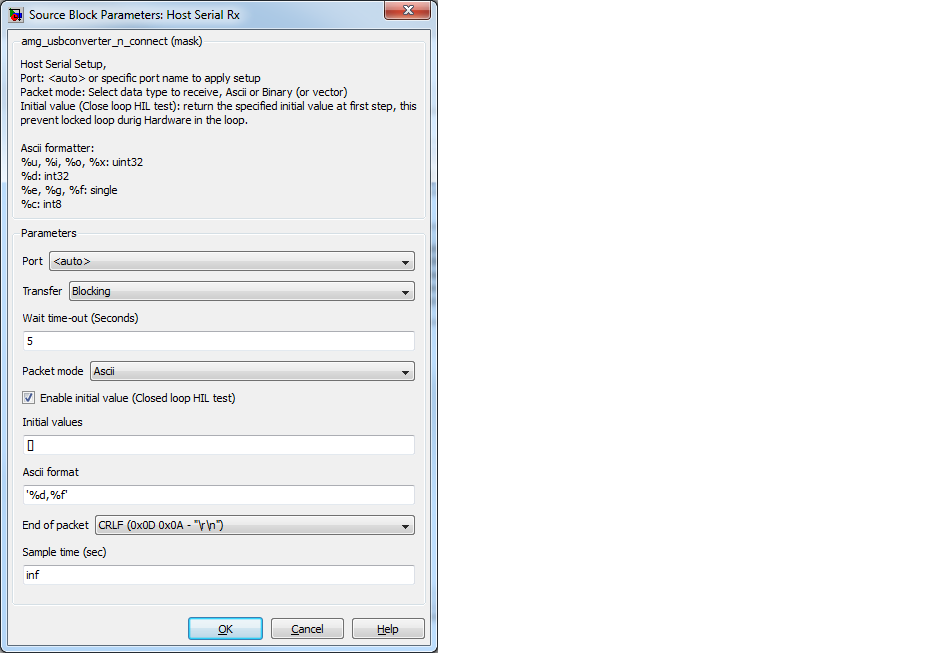 Source Block Parameters: Host Serial Rx
amg_usbconverter_n_connect (mask)
Host Serial Setup,
Port: <auto> or specific port name to apply setup
Packet mode: Select data type to receive, Ascii or Binary (or vector)
Initial value (Close loop HIL test): return the specified initial value at first step, this
prevent locked loop durig Hardware in the loop.
Ascii formatter:
%u, %i, %o, %x: uint32
%d: int32
%e, %g, %f: single
%c: int8
Parameters
Port <auto>
Transfer Blocking
Wait time-out (Seconds)
5
Packet mode Ascii
Enable initial value (Closed loop HIL test)
Initial values
[]
Ascii format
'%d,%f'
End of packet CRLF (0x0D 0x0A - "\r\n")
Sample time (sec)
inf
OK Cancel Help